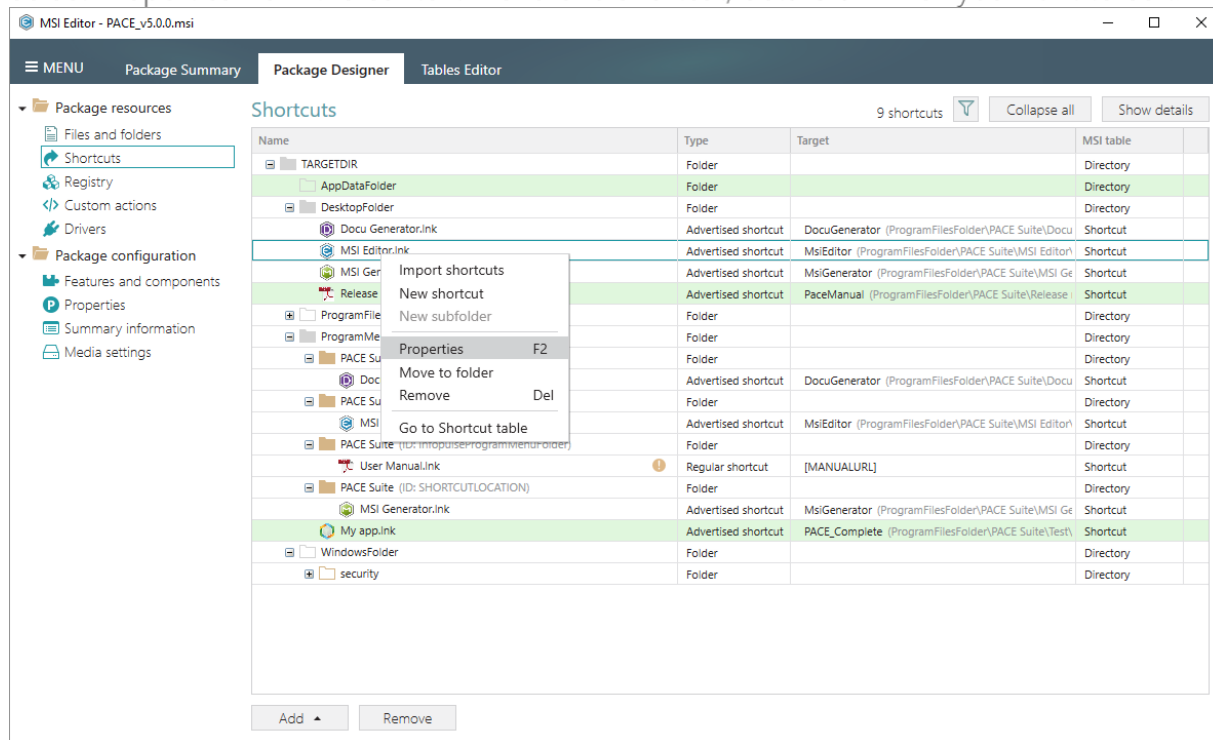 MSI Editor - PACE_v5.0.0.msi
MENU Package Summary Package Designer Tables Editor
Package resources
Files and folders
Shortcuts
Registry
Custom actions
Drivers
Package configuration
Features and components
Properties
Summary information
Media settings
Shortcuts 9 shortcuts Collapse all Show details
Name Type Target MSI table
TARGETDIR Folder Directory
AppDataFolder Folder Directory
DesktopFolder Folder Directory
Docu Generator.lnk Advertised shortcut DocuGenerator (ProgramFilesFolder\PACE Suite\Docu Shortcut
MSI Editor.lnk Advertised shortcut MsiEditor (ProgramFilesFolder\PACE Suite\MSI Editor\ Shortcut
MSI Ger Advertised shortcut MsiGenerator (ProgramFilesFolder\PACE Suite\MSI Ge Shortcut
Release Advertised shortcut PaceManual (ProgramFilesFolder\PACE Suite\Release Shortcut
ProgramFile Folder Directory
ProgramMe Folder Directory
PACE Su Folder Directory
Doc Advertised shortcut DocuGenerator (ProgramFilesFolder\PACE Suite\Docu Shortcut
PACE Su Folder Directory
MSI Advertised shortcut MsiEditor (ProgramFilesFolder\PACE Suite\MSI Editor\ Shortcut
PACE Suite (ID: InfopulseProgramMenuFolder) Folder Directory
User Manual.lnk Regular shortcut [MANUALURL] Shortcut
PACE Suite (ID: SHORTCUTLOCATION) Folder Directory
MSI Generator.lnk Advertised shortcut MsiGenerator (ProgramFilesFolder\PACE Suite\MSI Ge Shortcut
My app.lnk Advertised shortcut PACE_Complete (ProgramFilesFolder\PACE Suite\Test\ Shortcut
WindowsFolder Folder Directory
security Folder Directory
Import shortcuts
New shortcut
New subfolder
Properties F2
Move to folder
Remove Del
Go to Shortcut table
Add Remove